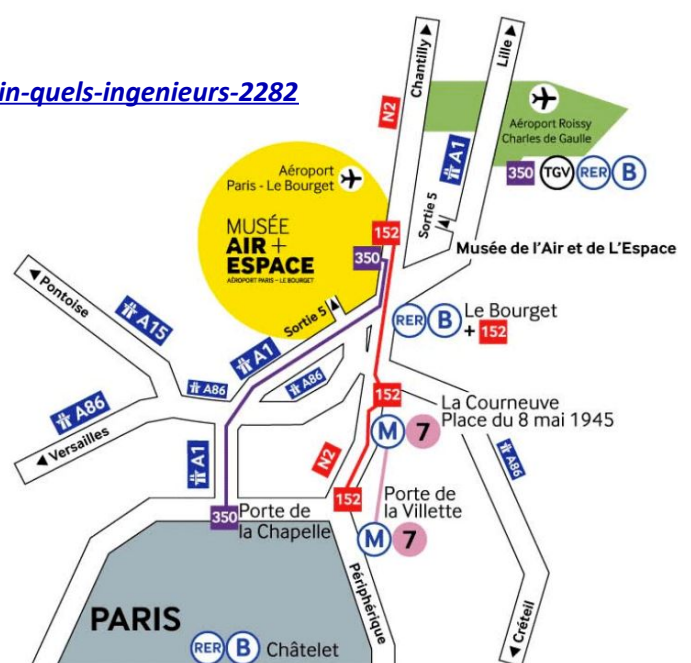 in-quels-ingenieurs-2282
Chantilly
Lille
N2
A1
Aéroport Roissy
Charles de Gaulle
350 TGV RER B
Aéroport
Paris - Le Bourget
MUSÉE
AIR +
ESPACE
AÉROPORT PARIS - LE BOURGET
152
350
Sortie 5
Musée de l'Air et de L'Espace
Pontoise
A15
Sortie 5
RER B Le Bourget
+ 152
A1
A86
A86
A86
Versailles
152
La Courneuve
Place du 8 mai 1945
M 7
A86
A1
N2
152
Porte de
la Villette
350
Porte de
la Chapelle
M 7
Périphérique
PARIS
RER B Châtelet
Créteil